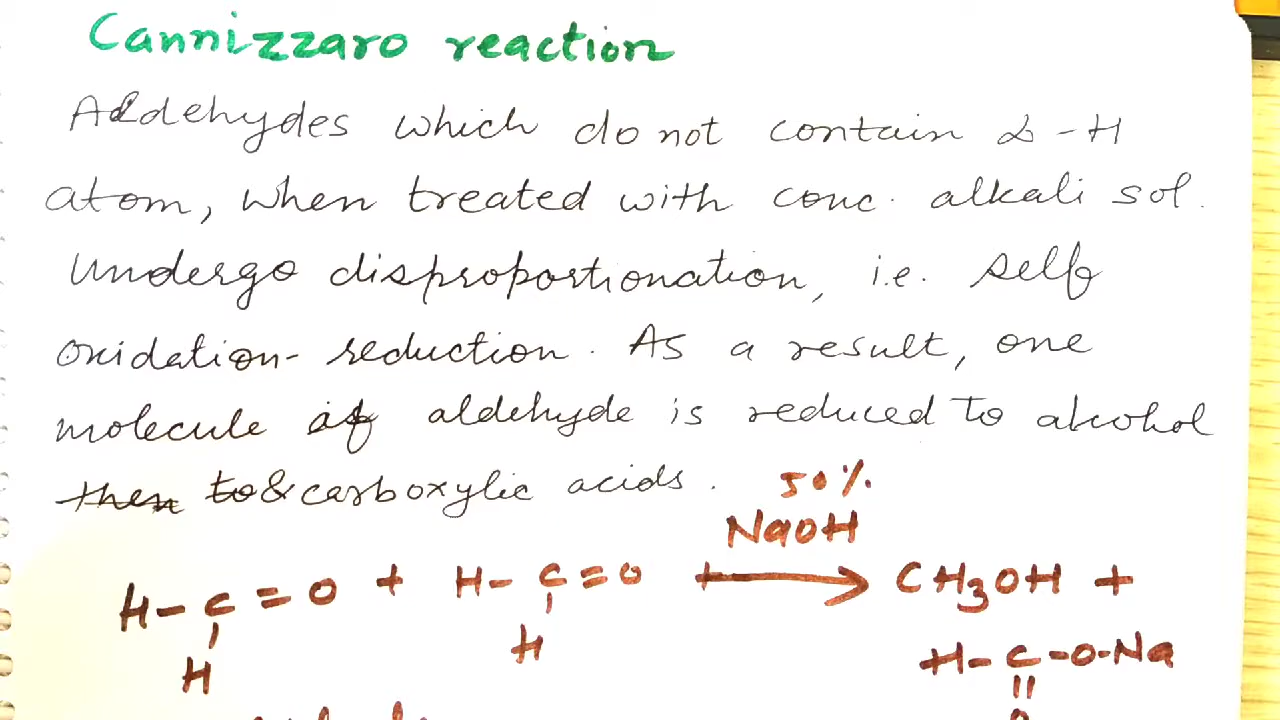 Cannizzaro reaction
Aldehydes which do not contain α-H
atom, when treated with conc. alkali sol.
undergo disproportionation, i.e. self
oxidation-reduction. As a result, one
molecule of aldehyde is reduced to alcohol
then to & carboxylic acids.
50%
NaOH
H-C=O + H-C=O → CH3OH +
H H
H-C-O-Na
||
O